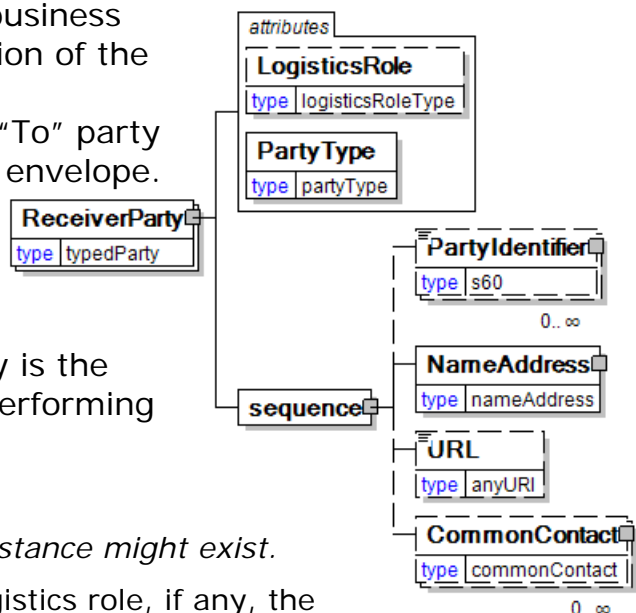 business
tion of the
“To” party
envelope.
y is the
erforming
stance might exist.
gistics role, if any, the
attributes
LogisticsRole
type logisticsRoleType
PartyType
type partyType
ReceiverParty
type typedParty
sequence
PartyIdentifier
type s60
0.. ∞
NameAddress
type nameAddress
URL
type anyURI
CommonContact
type commonContact
0.. ∞